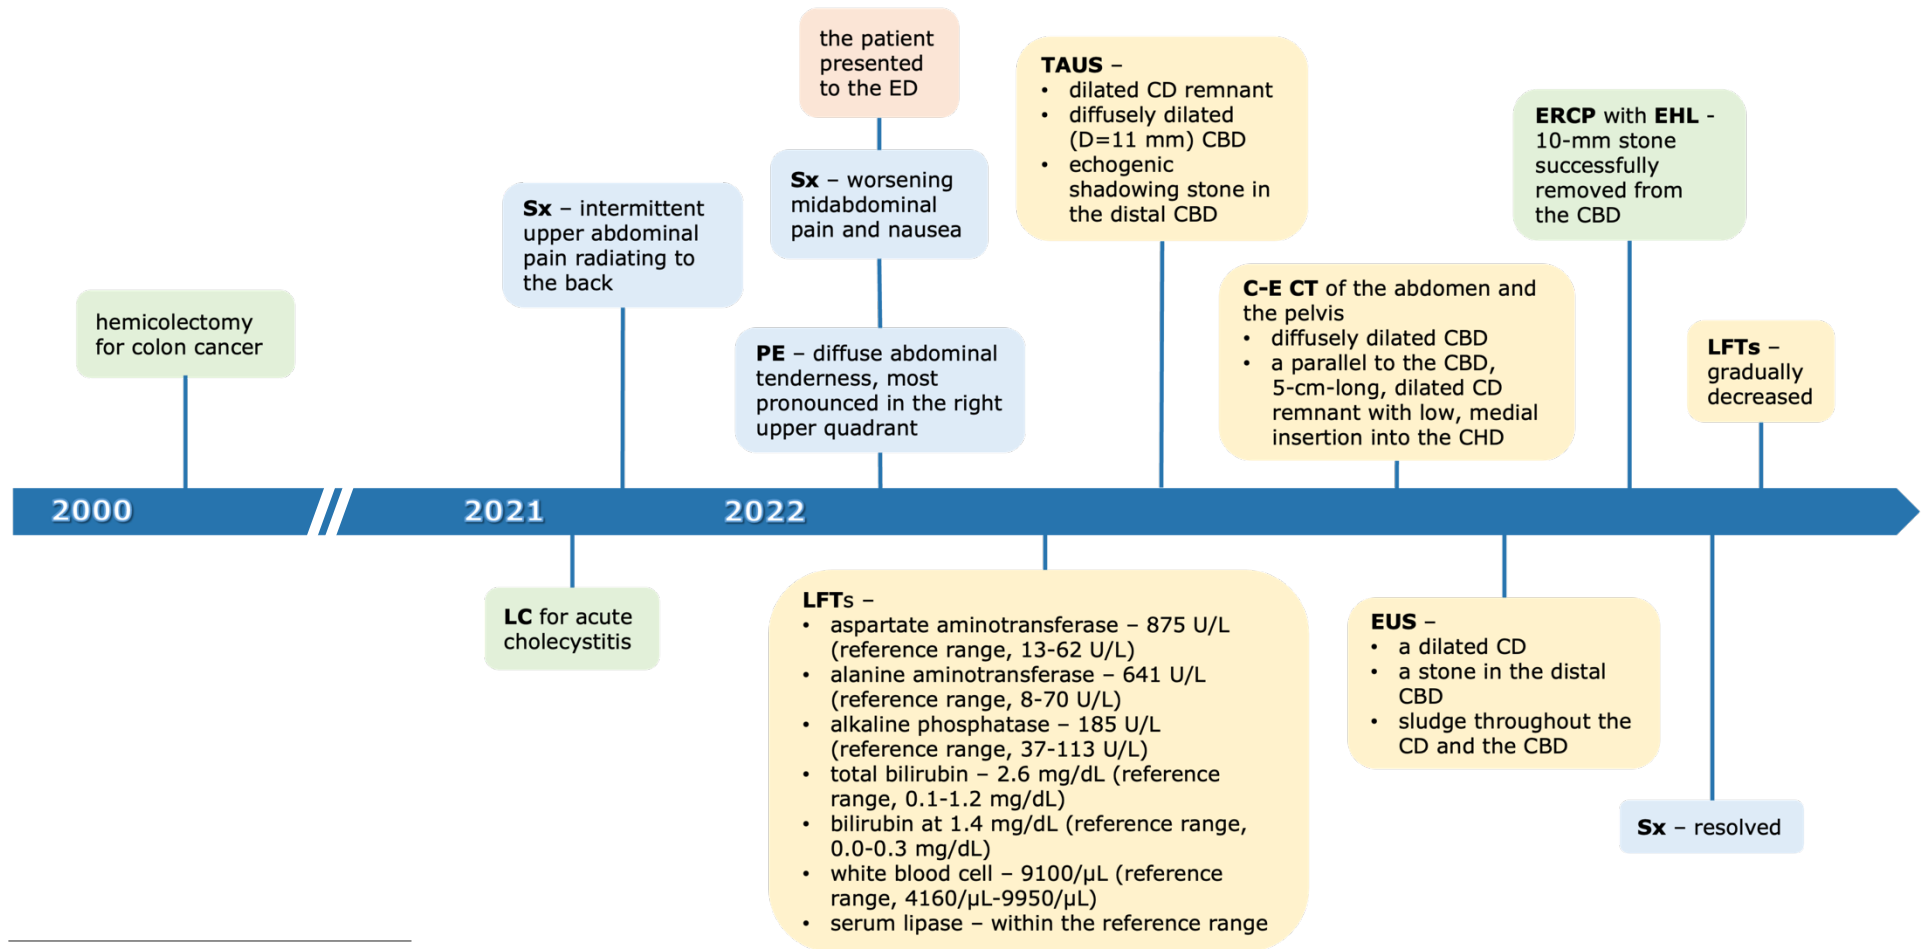 the patient
presented
to the ED
TAUS –
• dilated CD remnant
• diffusely dilated
(D=11 mm) CBD
• echogenic
shadowing stone in
the distal CBD
ERCP with EHL -
10-mm stone
successfully
removed from
the CBD
Sx – worsening
midabdominal
pain and nausea
Sx – intermittent
upper abdominal
pain radiating to
the back
hemicolectomy
for colon cancer
PE – diffuse abdominal
tenderness, most
pronounced in the right
upper quadrant
C-E CT of the abdomen and
the pelvis
• diffusely dilated CBD
• a parallel to the CBD,
5-cm-long, dilated CD
remnant with low, medial
insertion into the CHD
LFTs –
gradually
decreased
2000
2021
2022
LC for acute
cholecystitis
LFTs –
• aspartate aminotransferase – 875 U/L
(reference range, 13-62 U/L)
• alanine aminotransferase – 641 U/L
(reference range, 8-70 U/L)
• alkaline phosphatase – 185 U/L
(reference range, 37-113 U/L)
• total bilirubin – 2.6 mg/dL (reference
range, 0.1-1.2 mg/dL)
• bilirubin at 1.4 mg/dL (reference range,
0.0-0.3 mg/dL)
• white blood cell – 9100/µL (reference
range, 4160/µL-9950/µL)
• serum lipase – within the reference range
EUS –
• a dilated CD
• a stone in the distal
CBD
• sludge throughout the
CD and the CBD
Sx – resolved